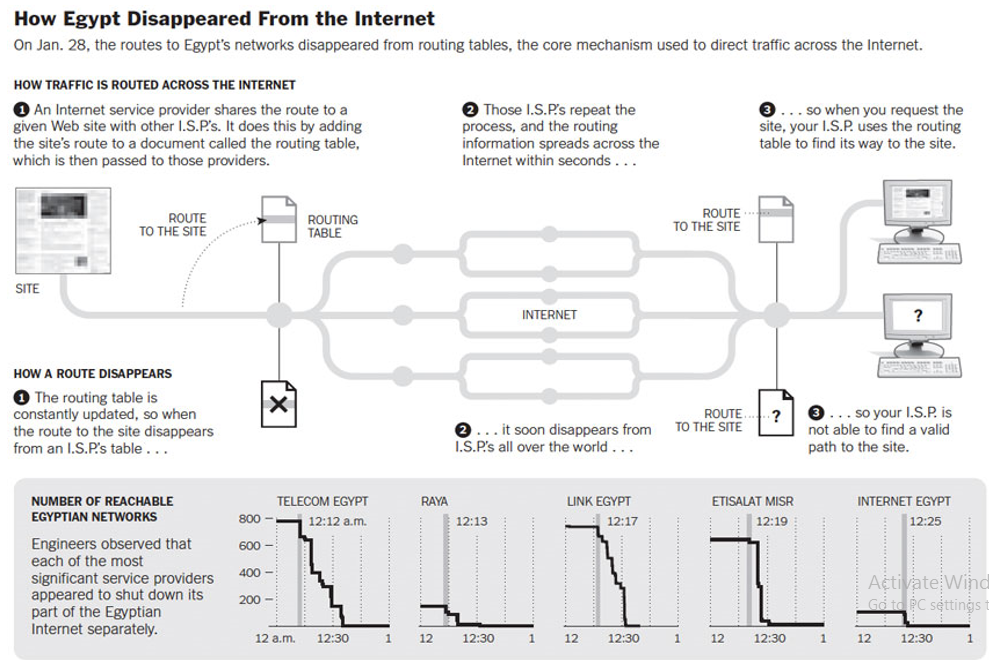 How Egypt Disappeared From the Internet
On Jan. 28, the routes to Egypt's networks disappeared from routing tables, the core mechanism used to direct traffic across the Internet.
HOW TRAFFIC IS ROUTED ACROSS THE INTERNET
1 An Internet service provider shares the route to a
given Web site with other I.S.P.'s. It does this by adding
the site's route to a document called the routing table,
which is then passed to those providers.
2 Those I.S.P.'s repeat the
process, and the routing
information spreads across the
Internet within seconds . . .
3 . . . so when you request the
site, your I.S.P. uses the routing
table to find its way to the site.
SITE
ROUTE
TO THE SITE
ROUTING
TABLE
INTERNET
ROUTE
TO THE SITE
?
HOW A ROUTE DISAPPEARS
1 The routing table is
constantly updated, so when
the route to the site disappears
from an I.S.P.'s table . . .
2 . . . it soon disappears from
I.S.P.'s all over the world . . .
ROUTE
TO THE SITE
?
3 . . . so your I.S.P. is
not able to find a valid
path to the site.
NUMBER OF REACHABLE
EGYPTIAN NETWORKS
Engineers observed that
each of the most
significant service providers
appeared to shut down its
part of the Egyptian
Internet separately.
TELECOM EGYPT
800
600
400
200
12:12 a.m.
12 a.m. 12:30 1
RAYA
12:13
12 12:30 1
LINK EGYPT
12:17
12 12:30 1
ETISALAT MISR
12:19
12 12:30 1
INTERNET EGYPT
12:25
12 12:30 1
Activate Wind
Go to PC settings t